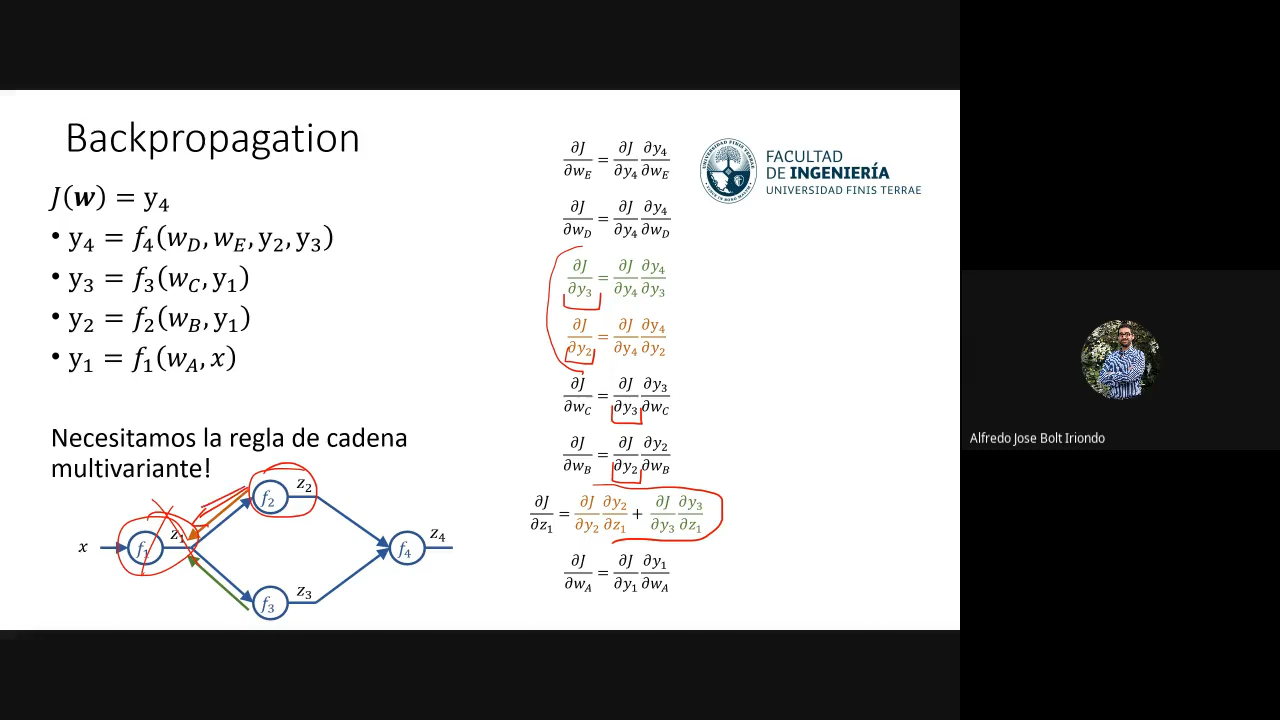 Backpropagation
J(w) = y₄
• y₄ = f₄(w_D, w_E, y₂, y₃)
• y₃ = f₃(w_C, y₁)
• y₂ = f₂(w_B, y₁)
• y₁ = f₁(w_A, x)
Necesitamos la regla de cadena
multivariante!
x f₁ z₁ f₂ z₂ f₃ z₃ f₄ z₄
∂J/∂w_E = ∂J/∂y₄ ∂y₄/∂w_E
∂J/∂w_D = ∂J/∂y₄ ∂y₄/∂w_D
∂J/∂y₃ = ∂J/∂y₄ ∂y₄/∂y₃
∂J/∂y₂ = ∂J/∂y₄ ∂y₄/∂y₂
∂J/∂w_C = ∂J/∂y₃ ∂y₃/∂w_C
∂J/∂w_B = ∂J/∂y₂ ∂y₂/∂w_B
∂J/∂z₁ = ∂J/∂y₂ ∂y₂/∂z₁ + ∂J/∂y₃ ∂y₃/∂z₁
∂J/∂w_A = ∂J/∂y₁ ∂y₁/∂w_A
FACULTAD
DE INGENIERÍA
UNIVERSIDAD FINIS TERRAE
Alfredo Jose Bolt Iriondo